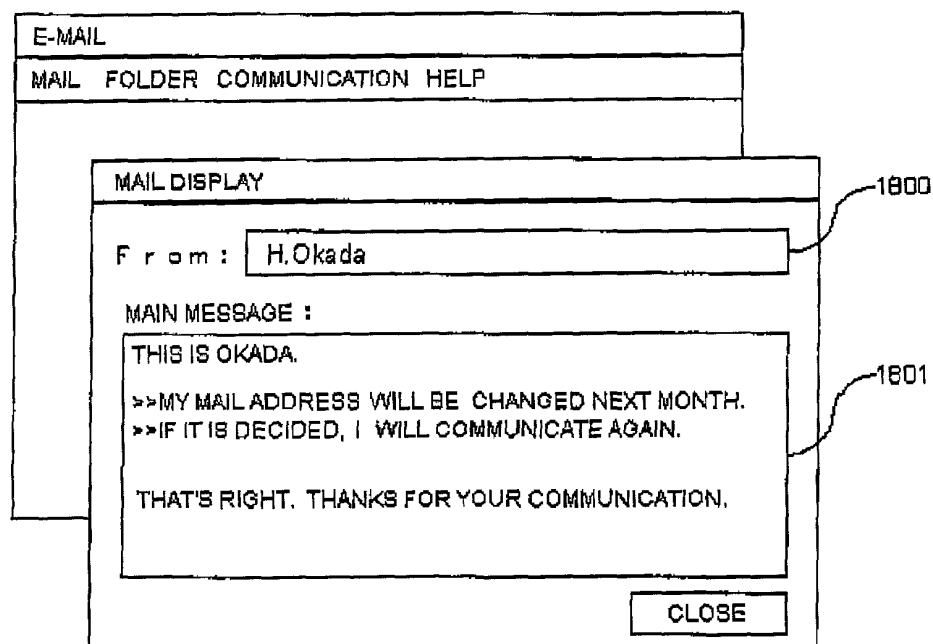 E-MAIL
MAIL FOLDER COMMUNICATION HELP
MAIL DISPLAY
1800
From: H.Okada
MAIN MESSAGE :
THIS IS OKADA.
1801
>>MY MAIL ADDRESS WILL BE CHANGED NEXT MONTH.
>>IF IT IS DECIDED, I WILL COMMUNICATE AGAIN.
THAT'S RIGHT. THANKS FOR YOUR COMMUNICATION.
CLOSE